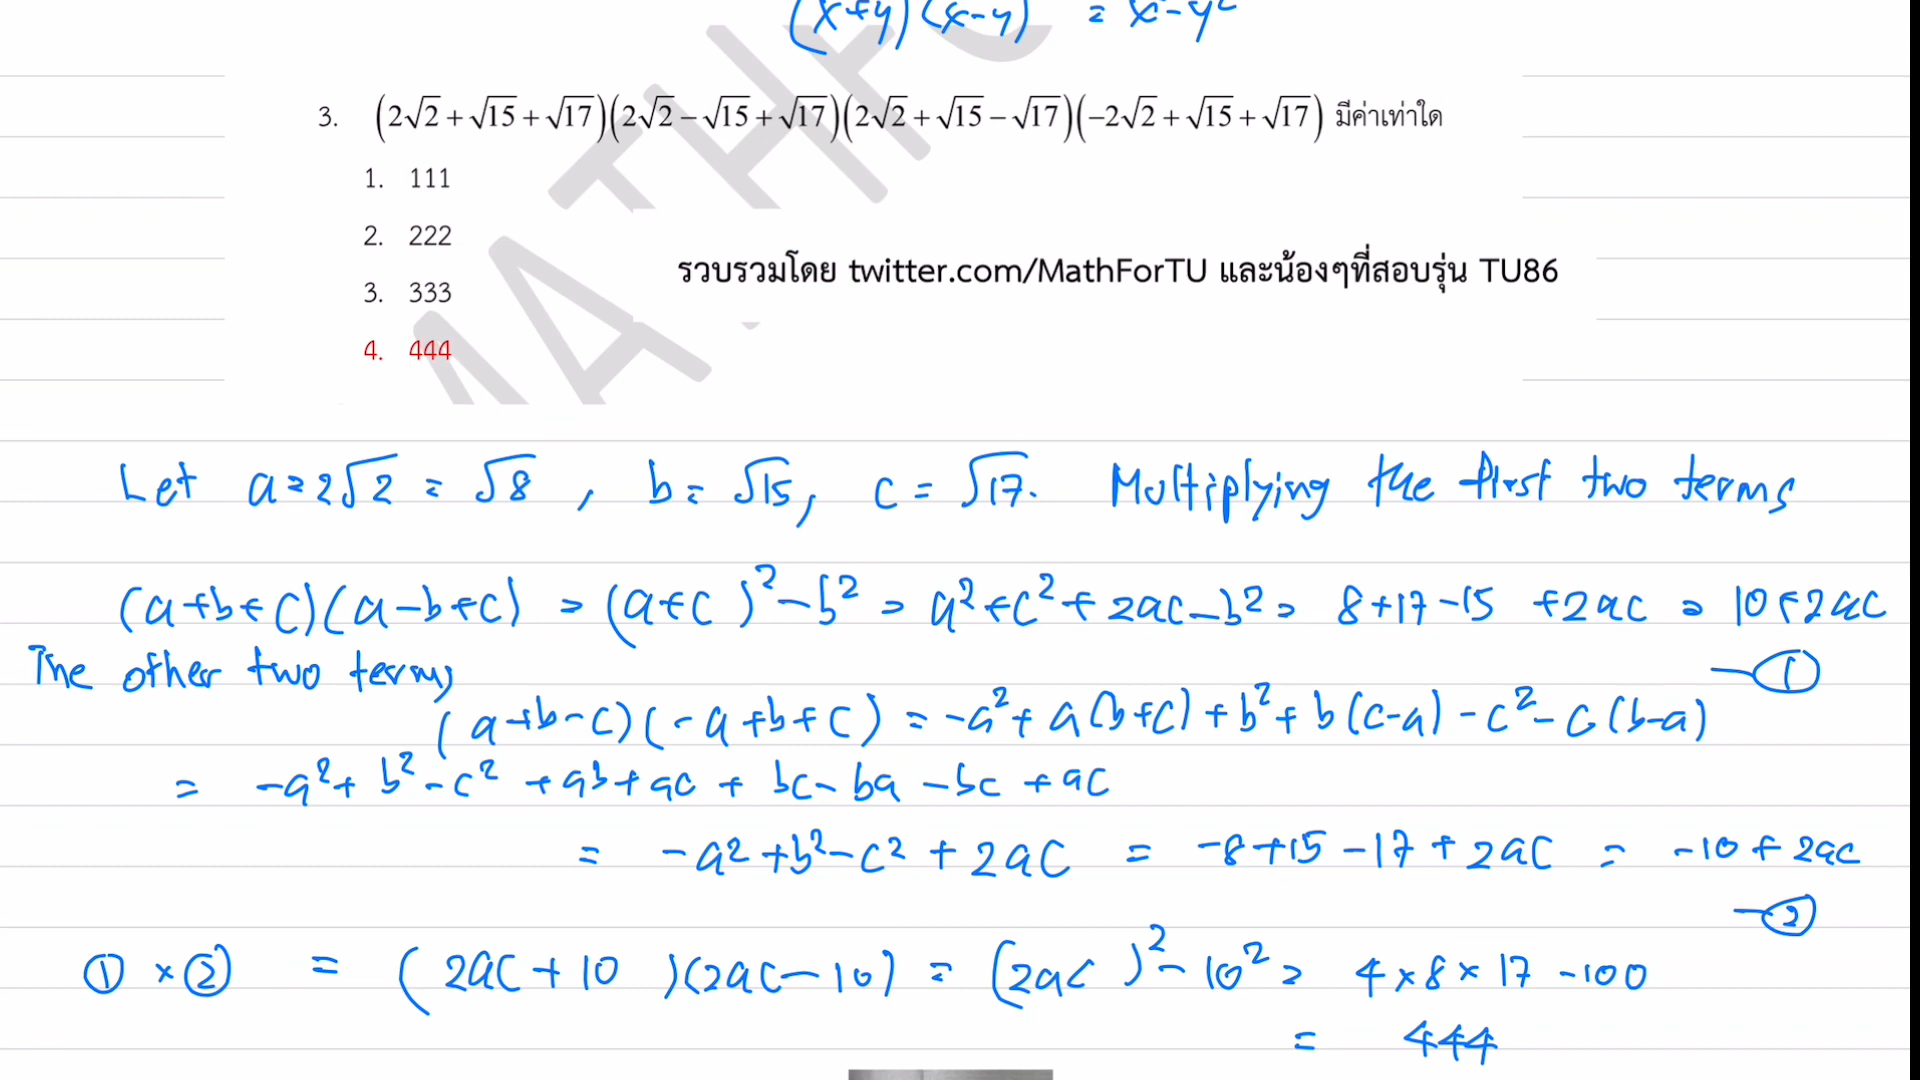 (x+y)(x-y) = x²-y²
3. (2√2+√15+√17)(2√2-√15+√17)(2√2+√15-√17)(-2√2+√15+√17) มีค่าเท่าใด
1. 111
2. 222
รวบรวมโดย twitter.com/MathForTU และน้องๆที่สอบรุ่น TU86
3. 333
4. 444
Let a=2√2 = √8 , b= √15, c = √17. Multiplying the first two terms
(a+b+c)(a-b+c) = (a+c)²-b² = a²+c²+2ac-b² = 8+17-15 +2ac = 10+2ac
The other two terms -①
(a+b-c)(-a+b+c) = -a²+a(b+c)+b²+b(c-a)-c²-c(b-a)
= -a²+b²-c²+ab+ac+bc-ba-bc+ac
= -a²+b²-c²+2ac = -8+15-17+2ac = -10+2ac
-②
①×② = (2ac+10)(2ac-10) = (2ac)²-10² = 4×8×17-100
= 444